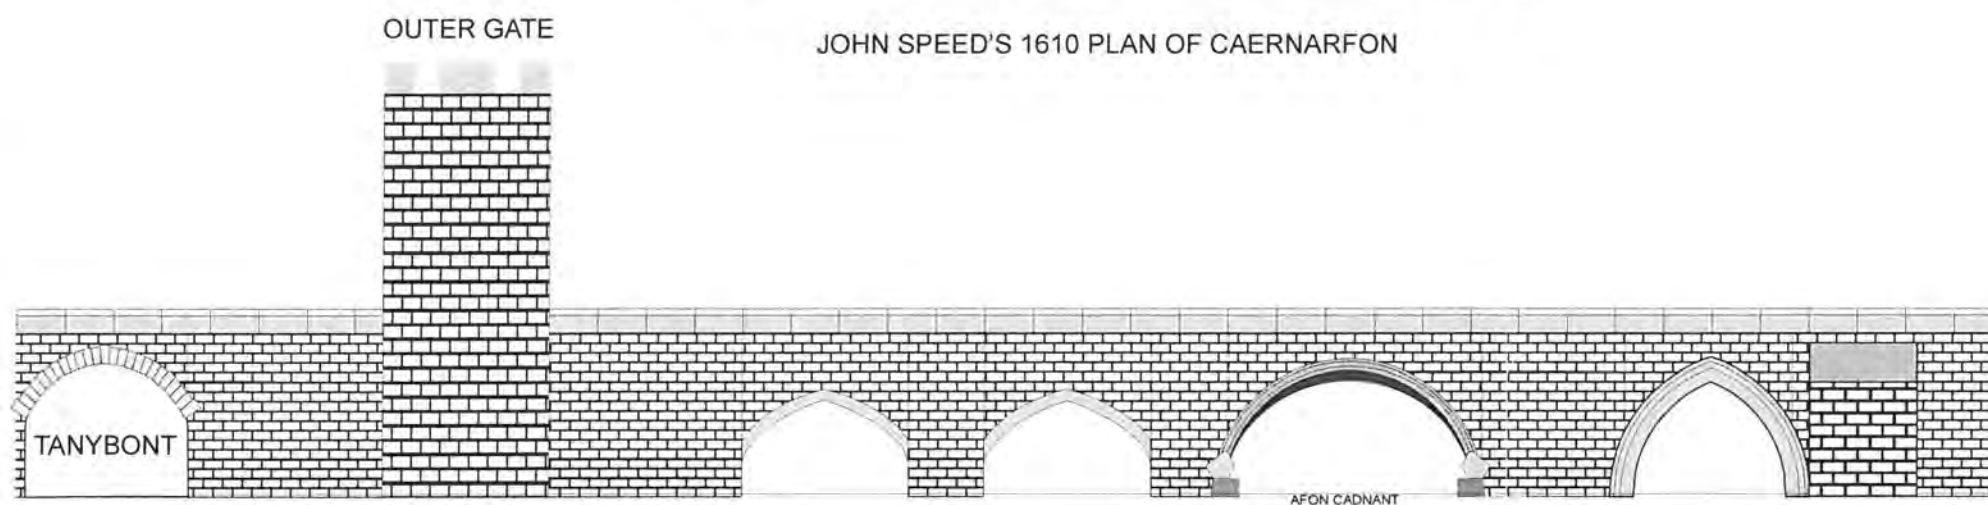 OUTER GATE
JOHN SPEED'S 1610 PLAN OF CAERNARFON
TANYBONT
AFON CADNANT